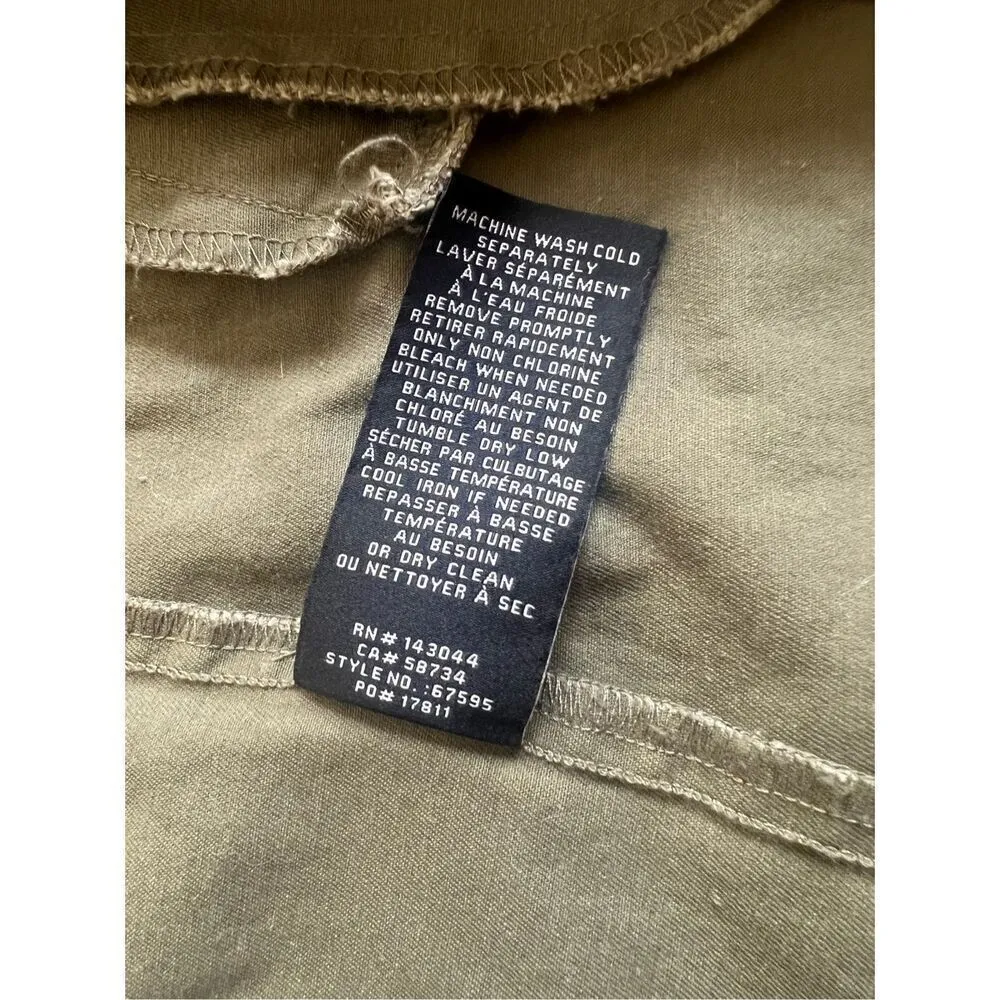 MACHINE WASH COLD
SEPARATELY
LAVER SÉPARÉMENT
À LA MACHINE
À L'EAU FROIDE
REMOVE PROMPTLY
RETIRER RAPIDEMENT
ONLY NON CHLORINE
BLEACH WHEN NEEDED
UTILISER UN AGENT DE
BLANCHIMENT NON
CHLORÉ AU BESOIN
TUMBLE DRY LOW
SÉCHER PAR CULBUTAGE
À BASSE TEMPÉRATURE
COOL IRON IF NEEDED
REPASSER À BASSE
TEMPÉRATURE
AU BESOIN
OR DRY CLEAN
OU NETTOYER À SEC
RN# 143044
CA# 58734
STYLE NO. :67595
PO# 17811